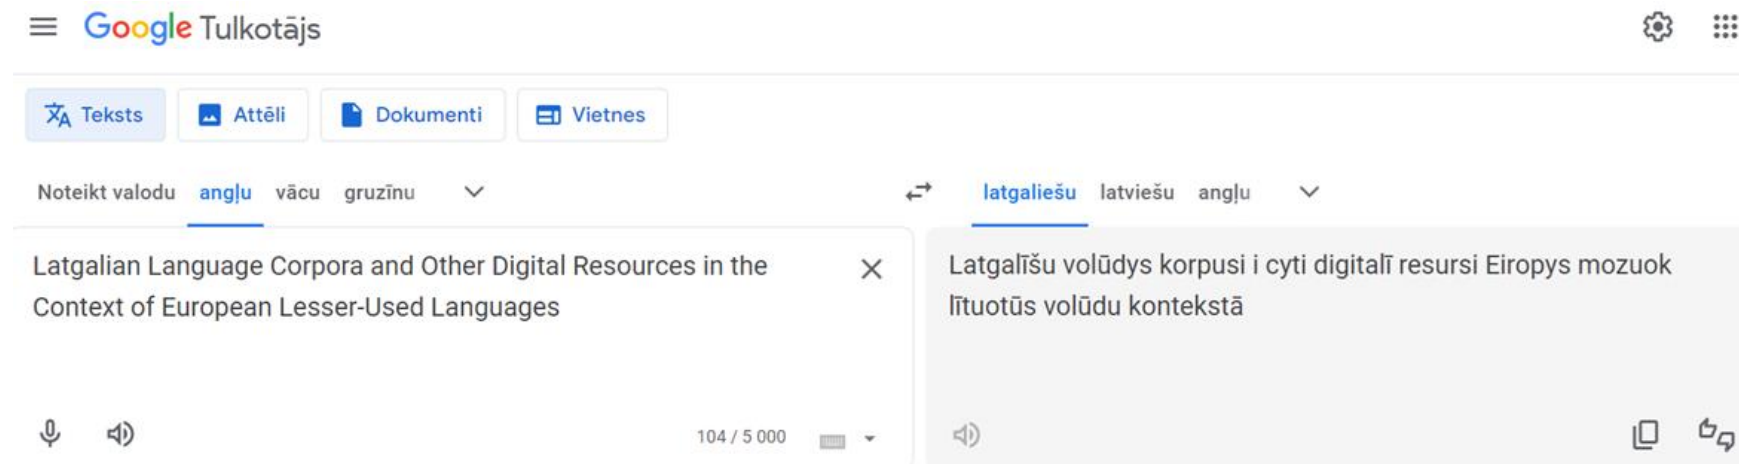 Google Tulkotājs
Teksts Attēli Dokumenti Vietnes
Noteikt valodu angļu vācu gruzīnu latgaliešu latviešu angļu
Latgalian Language Corpora and Other Digital Resources in the
Context of European Lesser-Used Languages
Latgalīšu volūdys korpusi i cyti digitalī resursi Eiropys mozuok
lītuotūs volūdu kontekstā
104 / 5 000